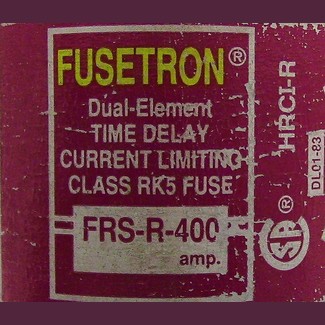 FUSETRON®
Dual-Element
TIME DELAY
CURRENT LIMITING
CLASS RK5 FUSE
FRS-R-400
amp.
HRCI-R
®
DL01-83